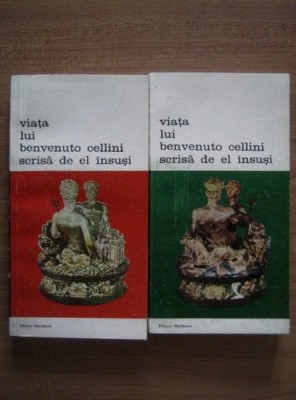 viața
lui
benvenuto cellini
scrisă de el însuși
Editura Meridiane
viața
lui
benvenuto cellini
scrisă de el însuși
Editura Meridiane